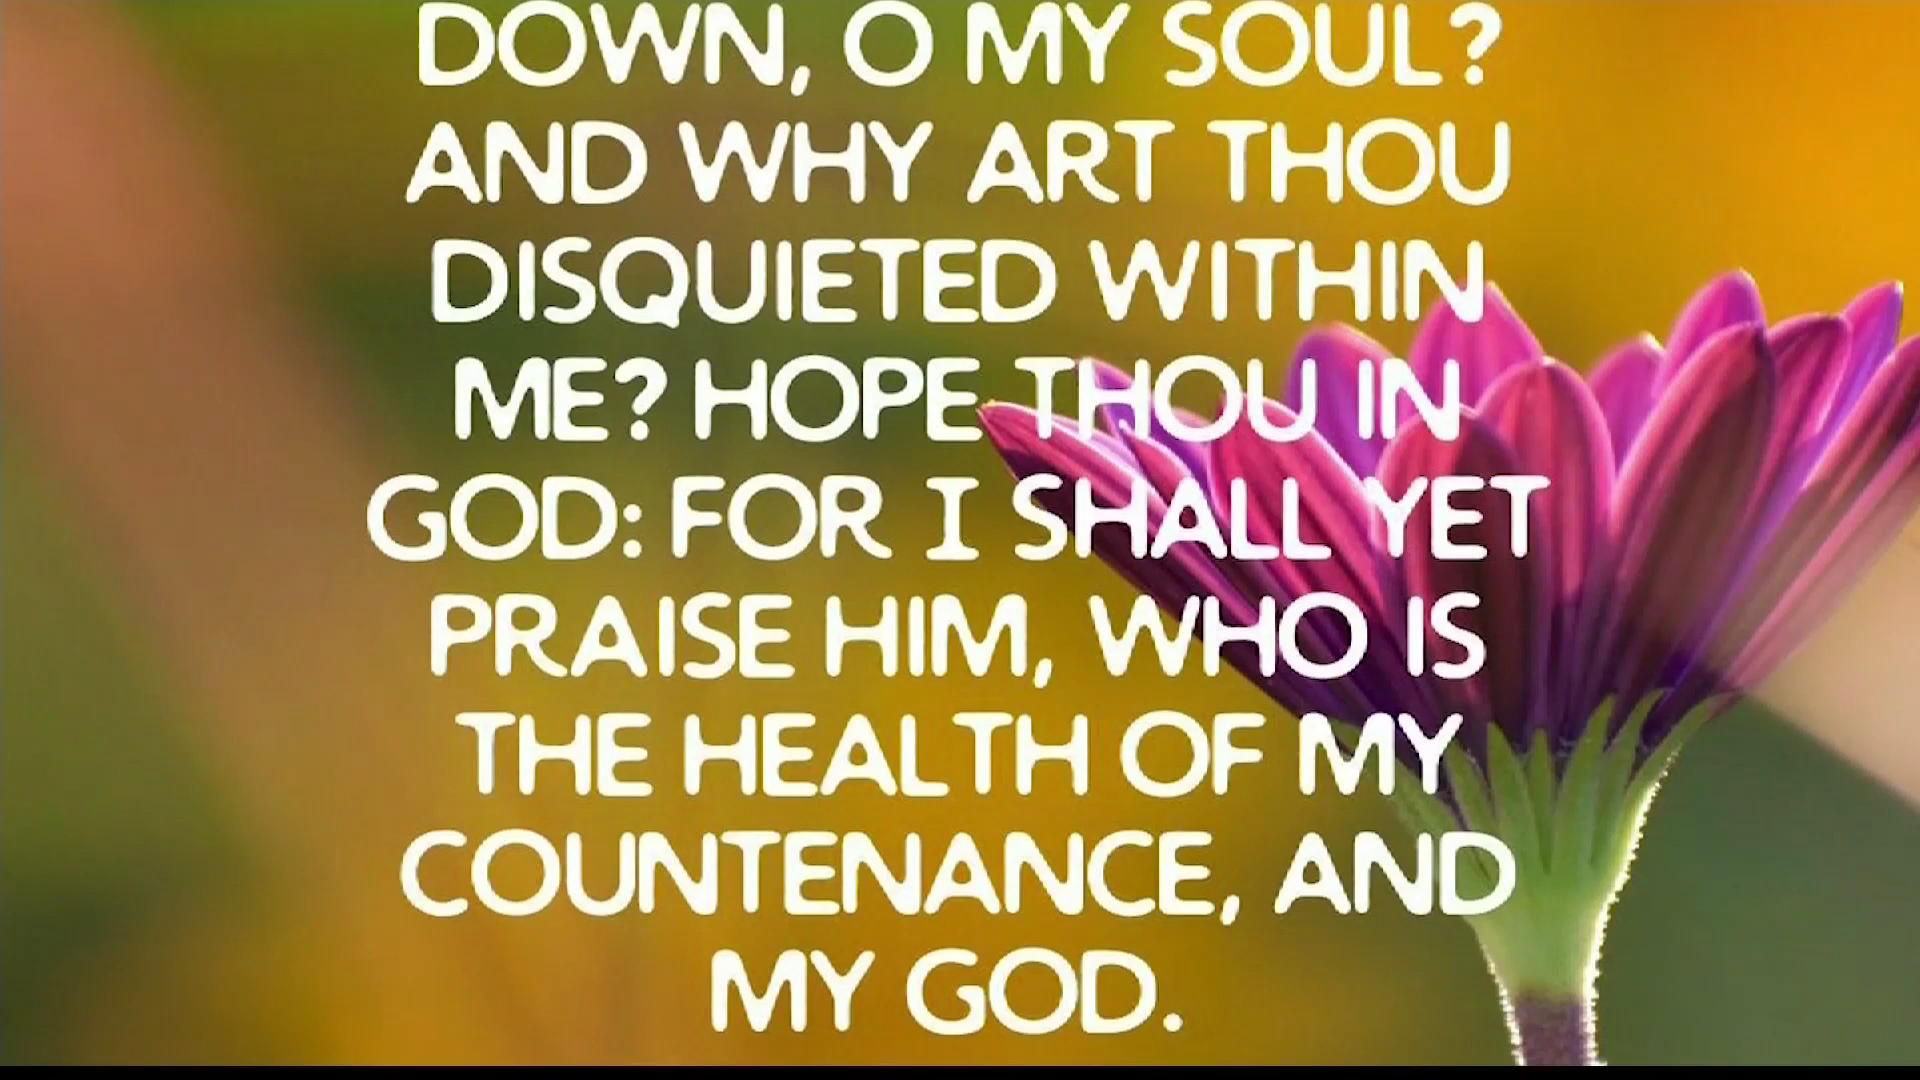 DOWN, O MY SOUL?
AND WHY ART THOU
DISQUIETED WITHIN
ME? HOPE THOU IN
GOD: FOR I SHALL YET
PRAISE HIM, WHO IS
THE HEALTH OF MY
COUNTENANCE, AND
MY GOD.